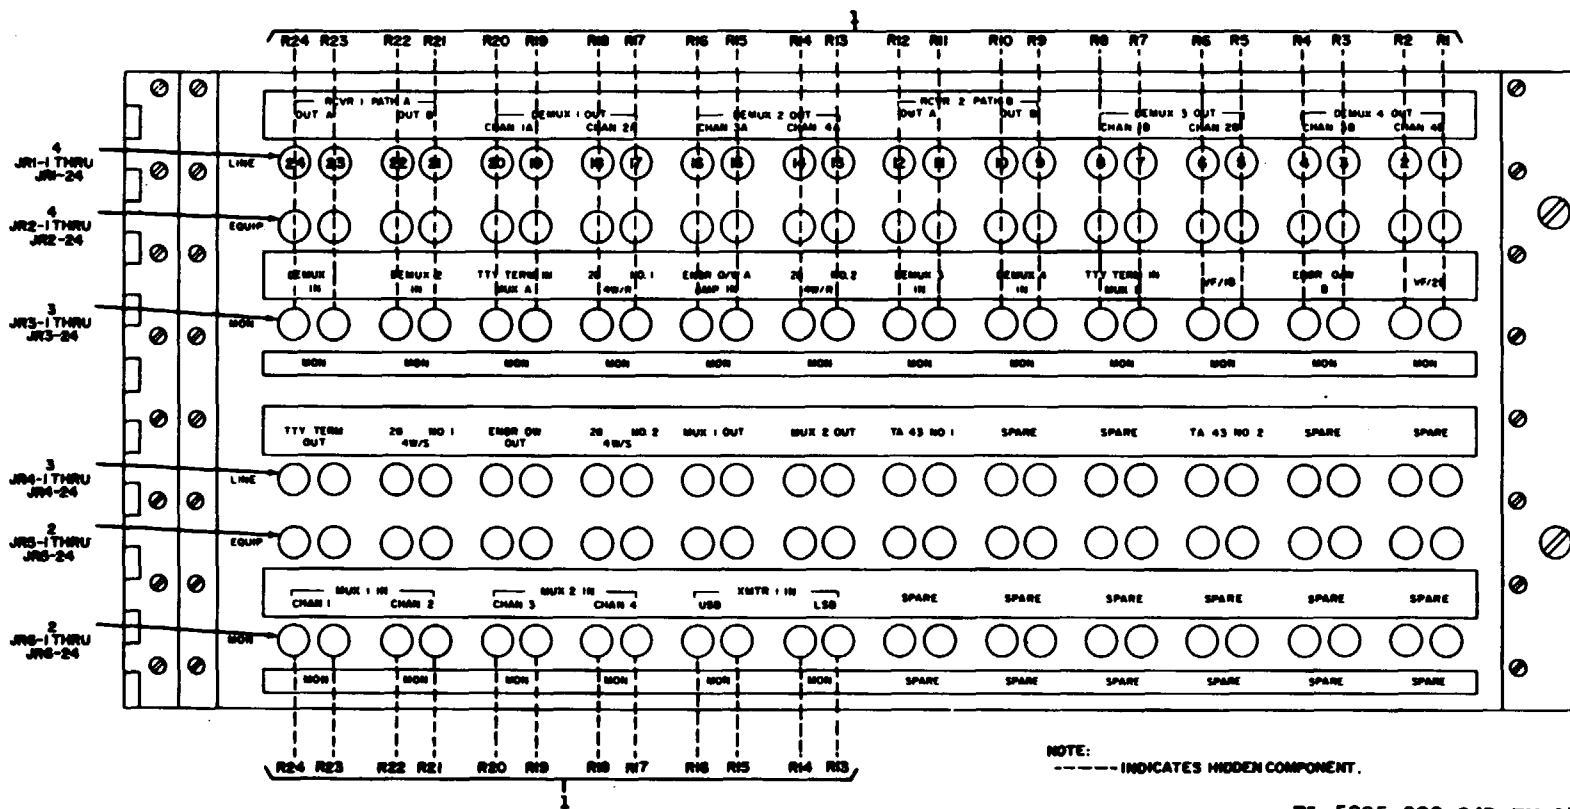 1
R24 R23 R22 R21 R20 R19 R18 R17 R16 R15 R14 R13 R12 R11 R10 R9 R8 R7 R6 R5 R4 R3 R2 R1
RCVR 1 PATH A RCVR 2 PATH B
OUT A OUT B DEMUX 1 OUT DEMUX 2 OUT OUT A OUT B DEMUX 3 OUT DEMUX 4 OUT
CHAN 1A CHAN 2A CHAN 3A CHAN 4A CHAN 1B CHAN 2B CHAN 3B CHAN 4B
4
JR1-1 THRU
JR1-24
LINE 24 23 22 21 20 19 18 17 16 15 14 13 12 11 10 9 8 7 6 5 4 3 2 1
4
JR2-1 THRU
JR2-24
EQUIP
DEMUX DEMUX 2 TTY TERM IN 28 NO. 1 ENGR O/W A 28 NO. 2 DEMUX 3 DEMUX 4 TTY TERM IN VF/1B ENGR O/W VF/2B
IN IN MUX A 4W/R AMP IN 4W/R IN IN MUX B B
3
JR3-1 THRU
JR3-24
MON
MON MON MON MON MON MON MON MON MON MON MON MON
TTY TERM 28 NO 1 ENGR OW 28 NO. 2 MUX 1 OUT MUX 2 OUT TA 43 NO 1 SPARE SPARE TA 43 NO 2 SPARE SPARE
OUT 4W/S OUT 4W/S
3
JR4-1 THRU
JR4-24
LINE
2
JR5-1 THRU
JR5-24
EQUIP
MUX 1 IN MUX 2 IN XMTR 1 IN
CHAN 1 CHAN 2 CHAN 3 CHAN 4 USB LSB SPARE SPARE SPARE SPARE SPARE SPARE
2
JR6-1 THRU
JR6-24
MON
MON MON MON MON MON MON SPARE SPARE SPARE SPARE SPARE SPARE
R24 R23 R22 R21 R20 R19 R18 R17 R16 R15 R14 R13
1
NOTE:
----- INDICATES HIDDEN COMPONENT.